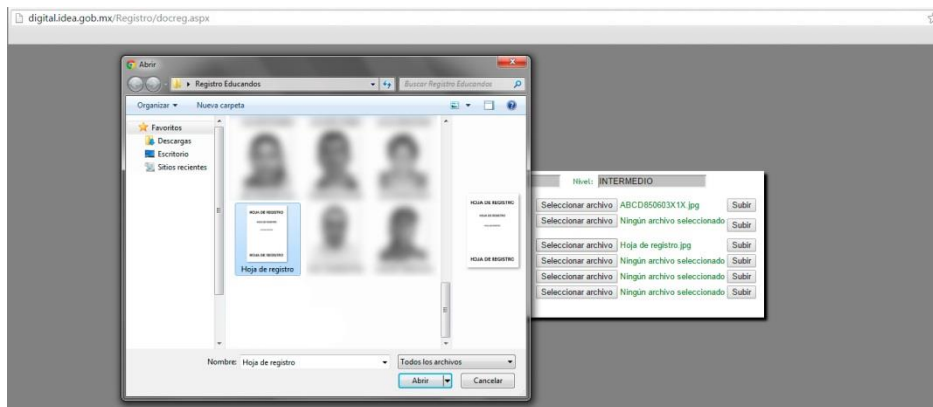 digital.idea.gob.mx/Registro/docreg.aspx
Abrir
Registro Educandos
Buscar Registro Educandos
Organizar
Nueva carpeta
Favoritos
Descargas
Escritorio
Sitios recientes
HOJA DE REGISTRO
HOJA DE REGISTRO
Hoja de registro
HOJA DE REGISTRO
HOJA DE REGISTRO
Nombre: Hoja de registro
Todos los archivos
Abrir
Cancelar
Nivel: INTERMEDIO
Seleccionar archivo ABCD850603X1X.jpg Subir
Seleccionar archivo Ningún archivo seleccionado Subir
Seleccionar archivo Hoja de registro jpg Subir
Seleccionar archivo Ningún archivo seleccionado Subir
Seleccionar archivo Ningún archivo seleccionado Subir
Seleccionar archivo Ningún archivo seleccionado Subir